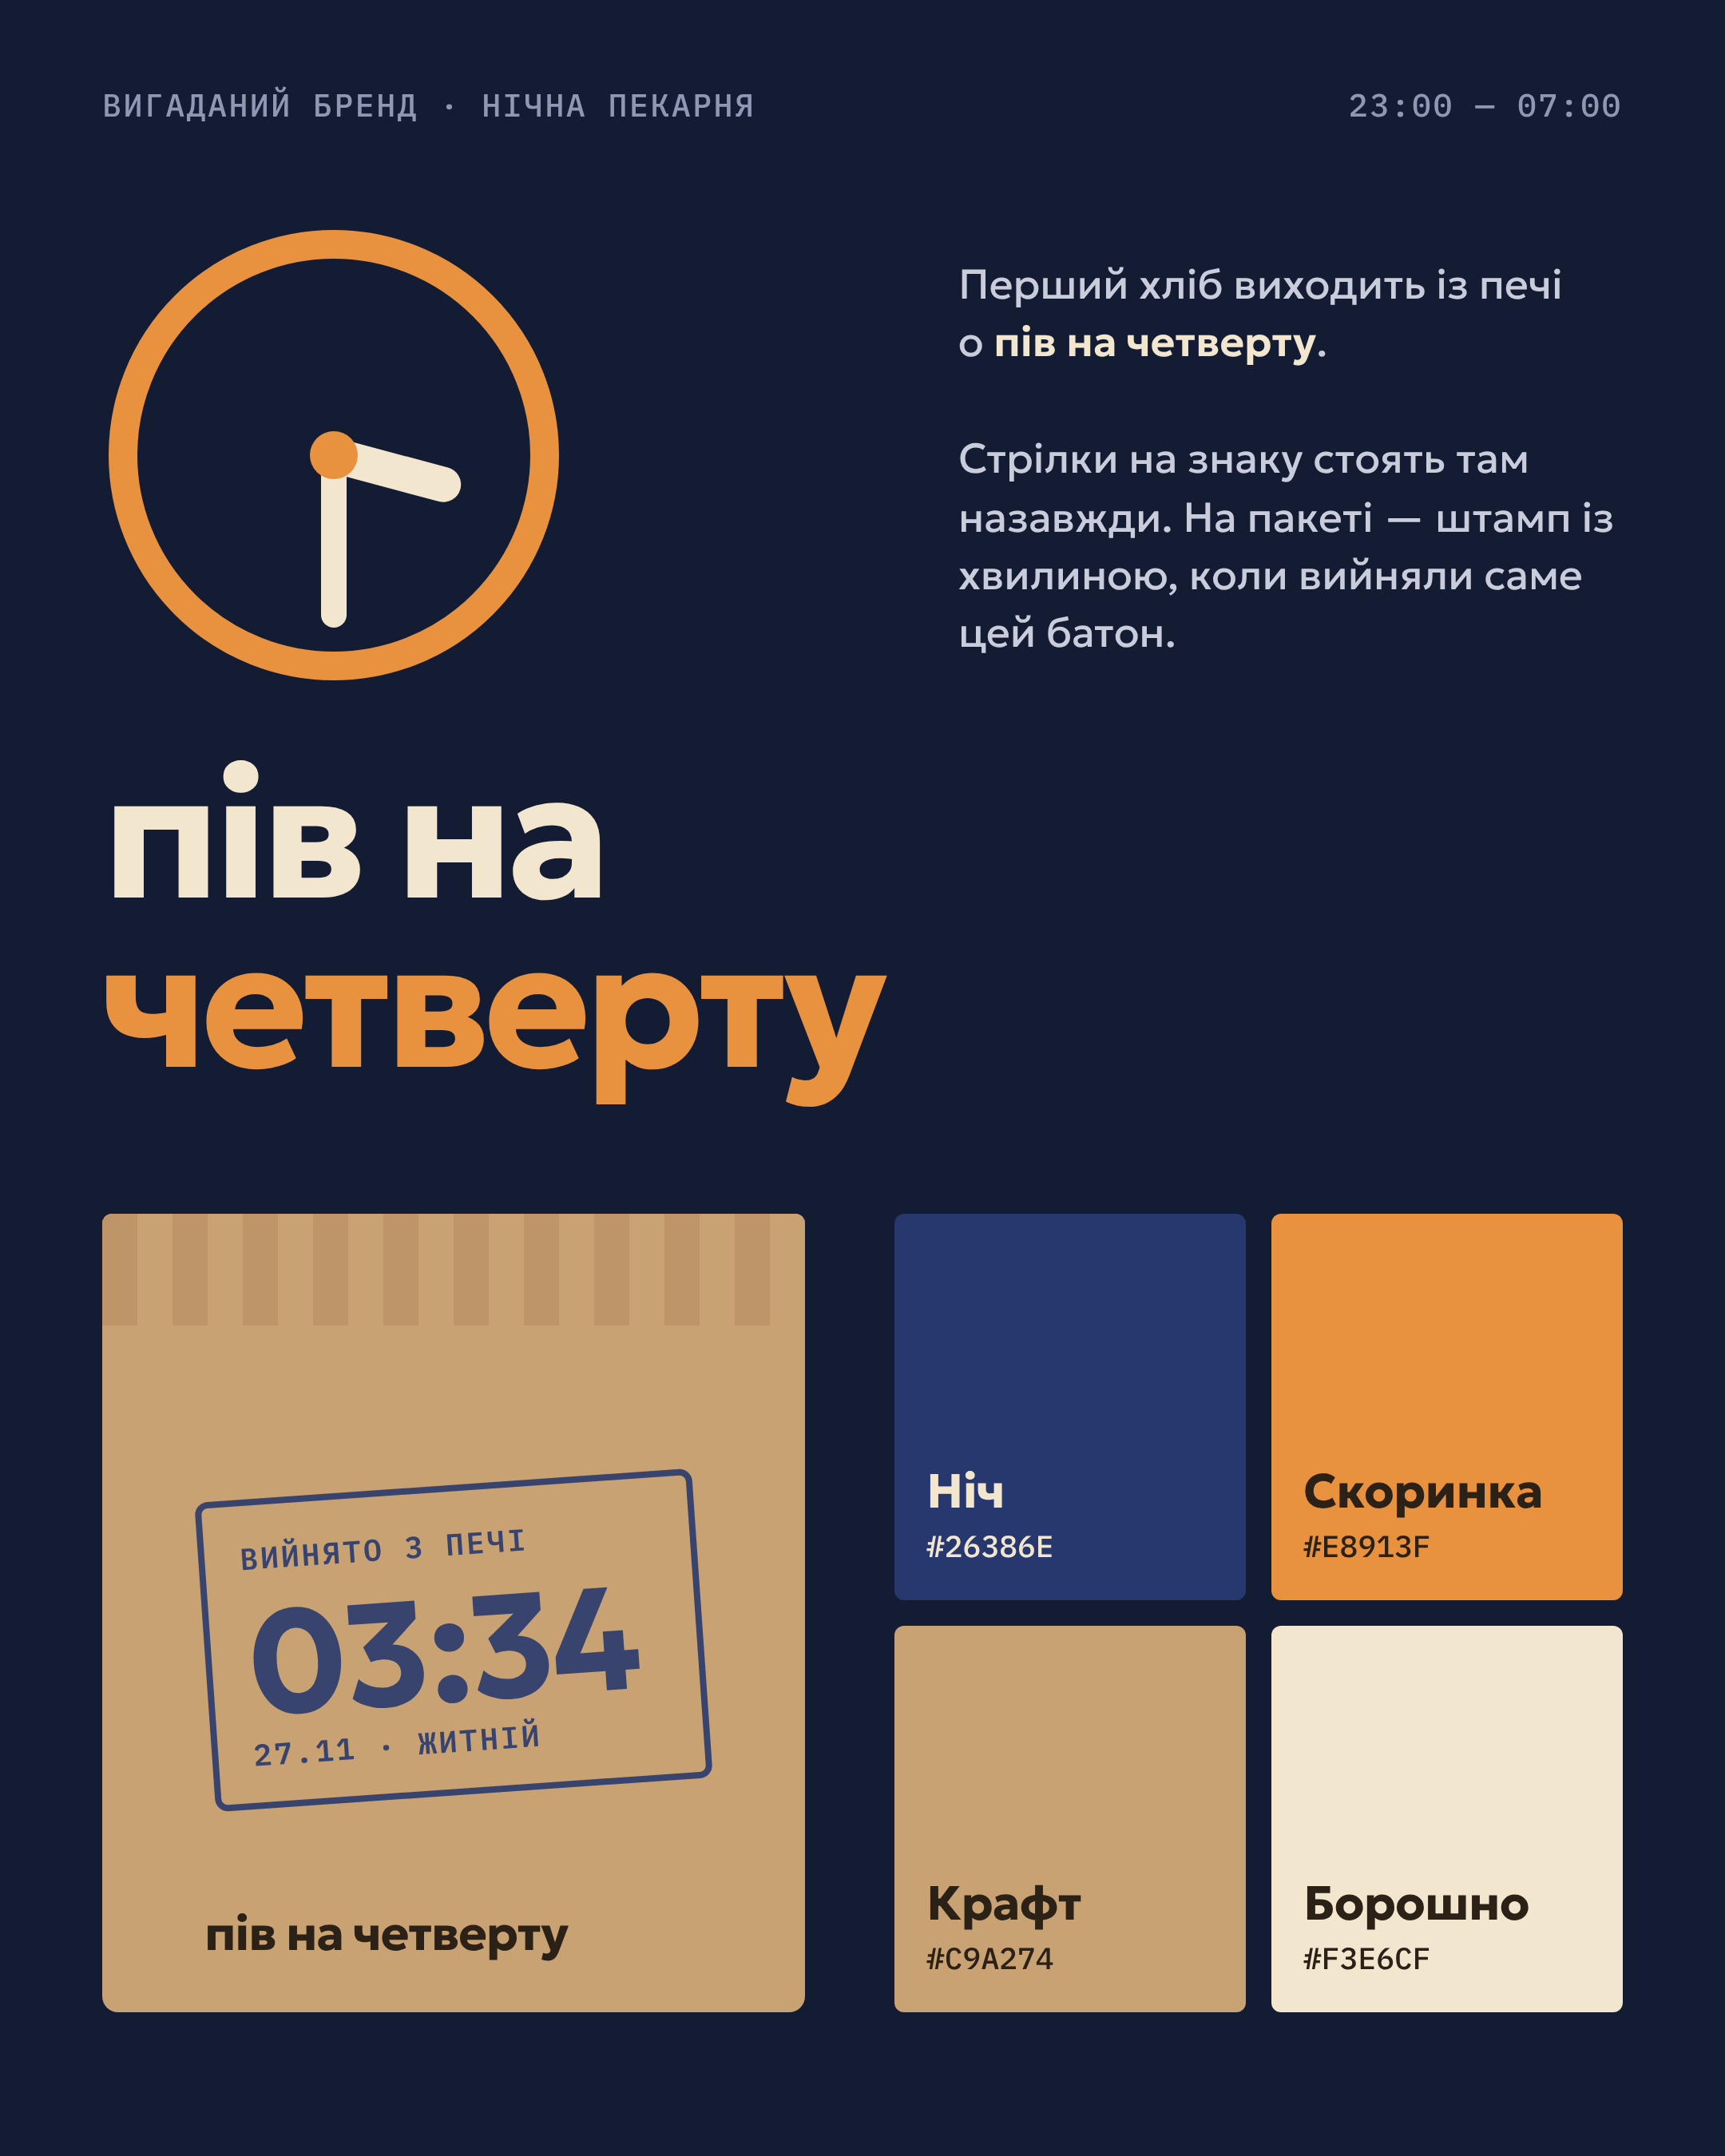 ВИГАДАНИЙ БРЕНД · НІЧНА ПЕКАРНЯ
23:00 — 07:00
Перший хліб виходить із печі
о пів на четверту.
Стрілки на знаку стоять там
назавжди. На пакеті — штамп із
хвилиною, коли вийняли саме
цей батон.
пів на
четверту
ВИЙНЯТО З ПЕЧІ
03:34
27.11 · ЖИТНІЙ
пів на четверту
Ніч
#26386E
Скоринка
#E8913F
Крафт
#C9A274
Борошно
#F3E6CF